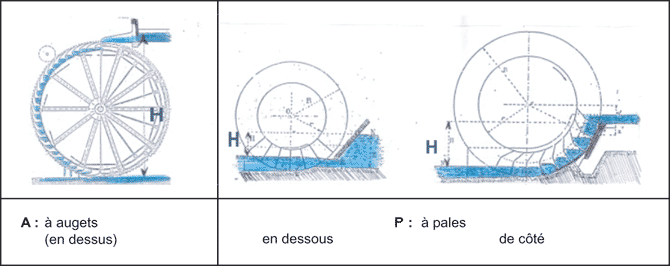 H
H
H
A : à augets
(en dessus)
P : à pales
en dessous
de côté